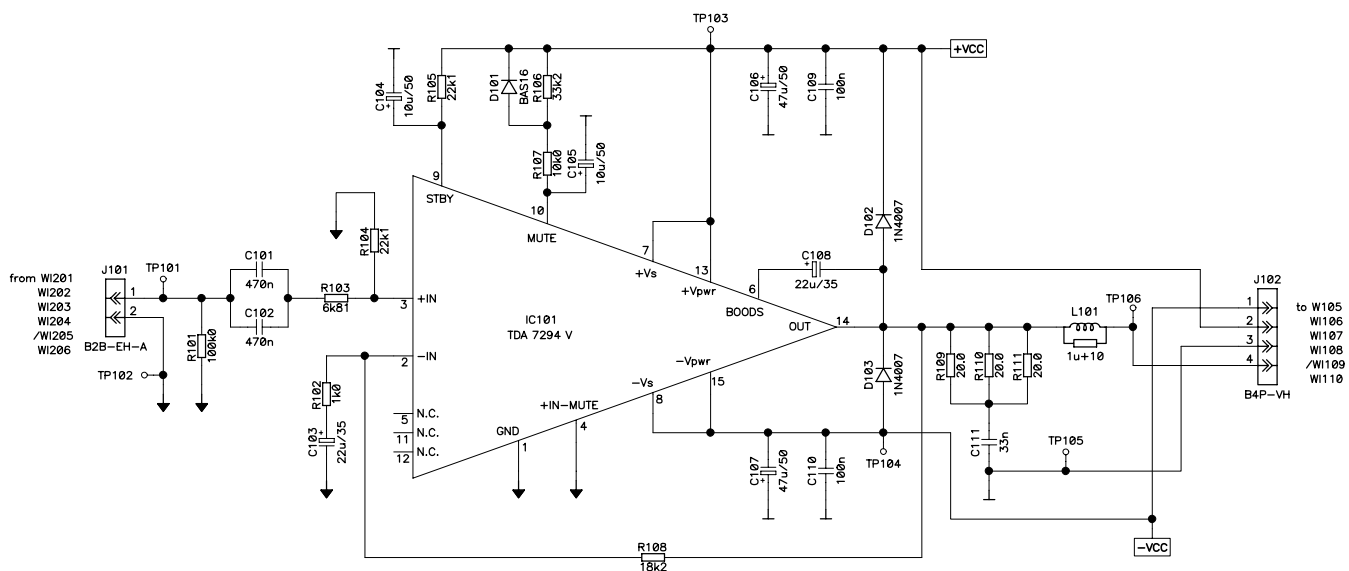 TP103
+VCC
C104
10u/50
R105
22k1
D101
BAS16
R106
33k2
C106
47u/50
C109
100n
R107
10k0
C105
10u/50
9
STBY
10
MUTE
R104
22k1
D102
1N4007
7
+Vs
13
+Vpwr
C108
22u/35
6
BOODS
from WI201
WI202
WI203
WI204
/WI205
WI206
J101
1
2
B2B-EH-A
TP101
TP102
R101
100k0
C101
470n
C102
470n
R103
6k81
3
+IN
IC101
TDA 7294 V
OUT
14
2
-IN
R102
1k0
C103
22u/35
5
N.C.
11
N.C.
12
N.C.
GND
1
+IN-MUTE
4
-Vs
8
-Vpwr
15
D103
1N4007
R109
20.0
R110
20.0
R111
20.0
L101
1u+10
TP106
J102
1
2
3
4
B4P-VH
to W105
WI106
WI107
WI108
/WI109
WI110
C107
47u/50
C110
100n
TP104
C111
33n
TP105
-VCC
R108
18k2